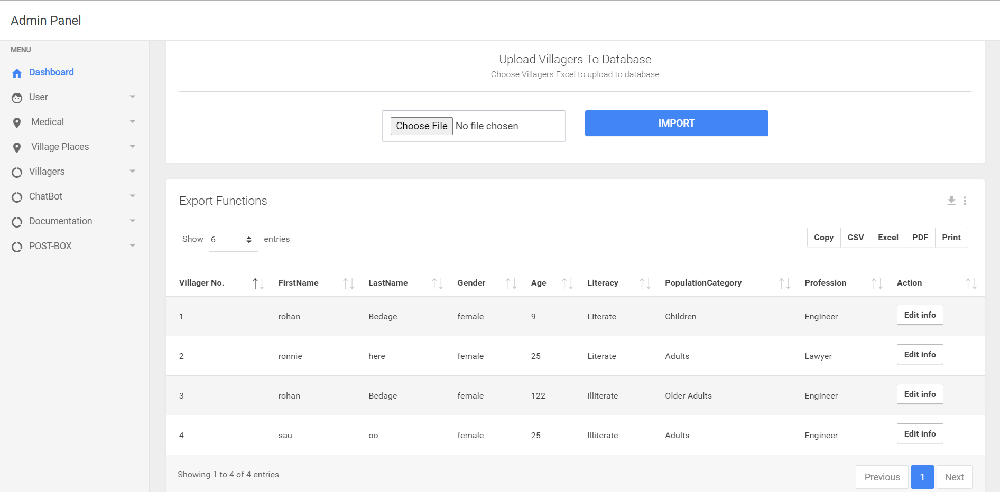 Admin Panel
MENU
Dashboard
User
Medical
Village Places
Villagers
ChatBot
Documentation
POST-BOX
Upload Villagers To Database
Choose Villagers Excel to upload to database
Choose File No file chosen
IMPORT
Export Functions
Show 6 entries
Copy CSV Excel PDF Print
Villager No. FirstName LastName Gender Age Literacy PopulationCategory Profession Action
1 rohan Bedage female 9 Literate Children Engineer Edit info
2 ronnie here female 25 Literate Adults Lawyer Edit info
3 rohan Bedage female 122 Illiterate Older Adults Engineer Edit info
4 sau oo female 25 Illiterate Adults Engineer Edit info
Showing 1 to 4 of 4 entries
Previous 1 Next